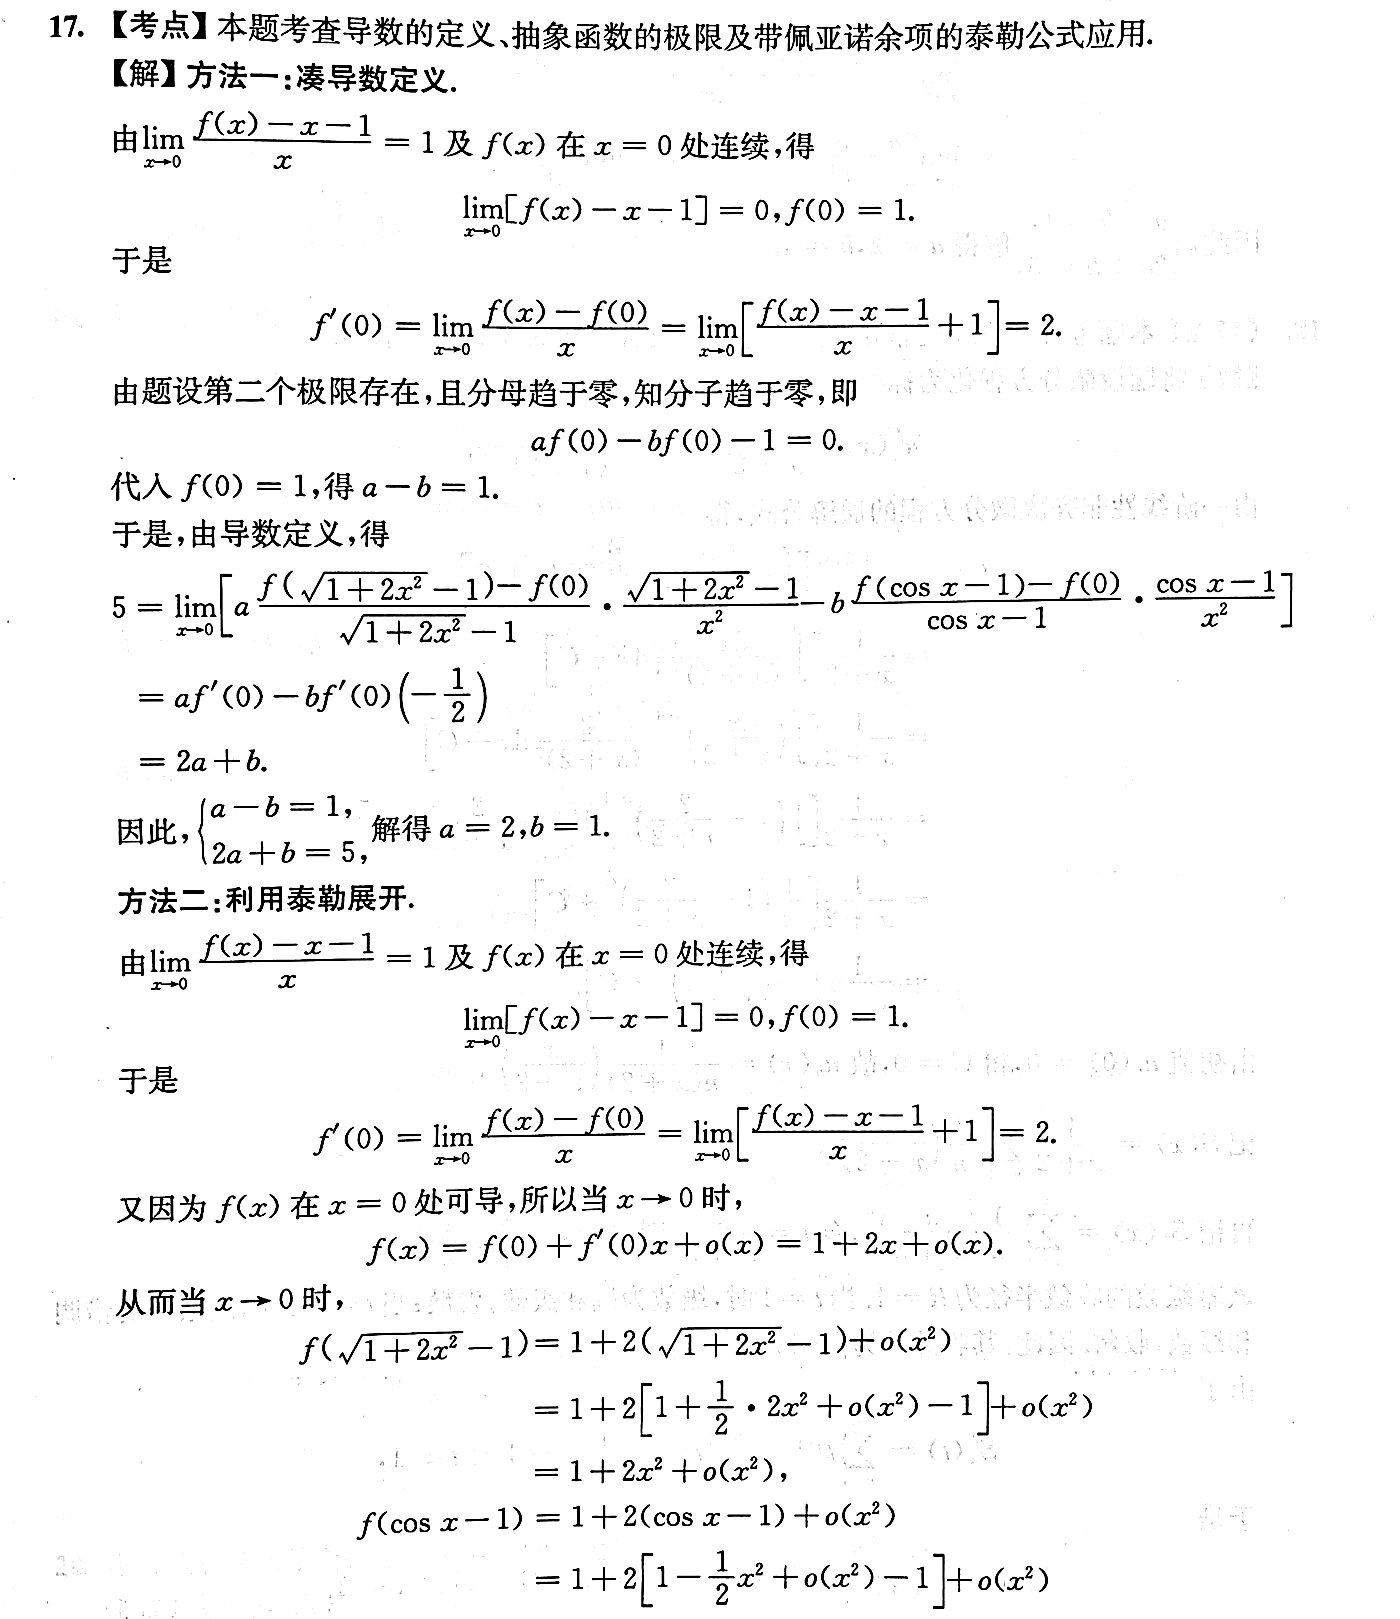 17. 【考点】本题考查导数的定义、抽象函数的极限及带佩亚诺余项的泰勒公式应用.
【解】方法一:凑导数定义.
由 lim_{x→0} (f(x)-x-1)/x = 1 及 f(x) 在 x = 0 处连续,得
lim_{x→0}[f(x)-x-1] = 0, f(0) = 1.
于是
f′(0) = lim_{x→0} (f(x)-f(0))/x = lim_{x→0}[(f(x)-x-1)/x + 1] = 2.
由题设第二个极限存在,且分母趋于零,知分子趋于零,即
af(0)-bf(0)-1 = 0.
代入 f(0) = 1,得 a-b = 1.
于是,由导数定义,得
5 = lim_{x→0}[a (f(√(1+2x²)-1)-f(0))/(√(1+2x²)-1) · (√(1+2x²)-1)/x² - b (f(cos x-1)-f(0))/(cos x-1) · (cos x-1)/x²]
= af′(0)-bf′(0)(-1/2)
= 2a+b.
因此, {a-b = 1, 2a+b = 5, 解得 a = 2, b = 1.
方法二:利用泰勒展开.
由 lim_{x→0} (f(x)-x-1)/x = 1 及 f(x) 在 x = 0 处连续,得
lim_{x→0}[f(x)-x-1] = 0, f(0) = 1.
于是
f′(0) = lim_{x→0} (f(x)-f(0))/x = lim_{x→0}[(f(x)-x-1)/x + 1] = 2.
又因为 f(x) 在 x = 0 处可导,所以当 x→0 时,
f(x) = f(0)+f′(0)x+o(x) = 1+2x+o(x).
从而当 x→0 时,
f(√(1+2x²)-1) = 1+2(√(1+2x²)-1)+o(x²)
= 1+2[1+1/2·2x²+o(x²)-1]+o(x²)
= 1+2x²+o(x²),
f(cos x-1) = 1+2(cos x-1)+o(x²)
= 1+2[1-1/2x²+o(x²)-1]+o(x²)